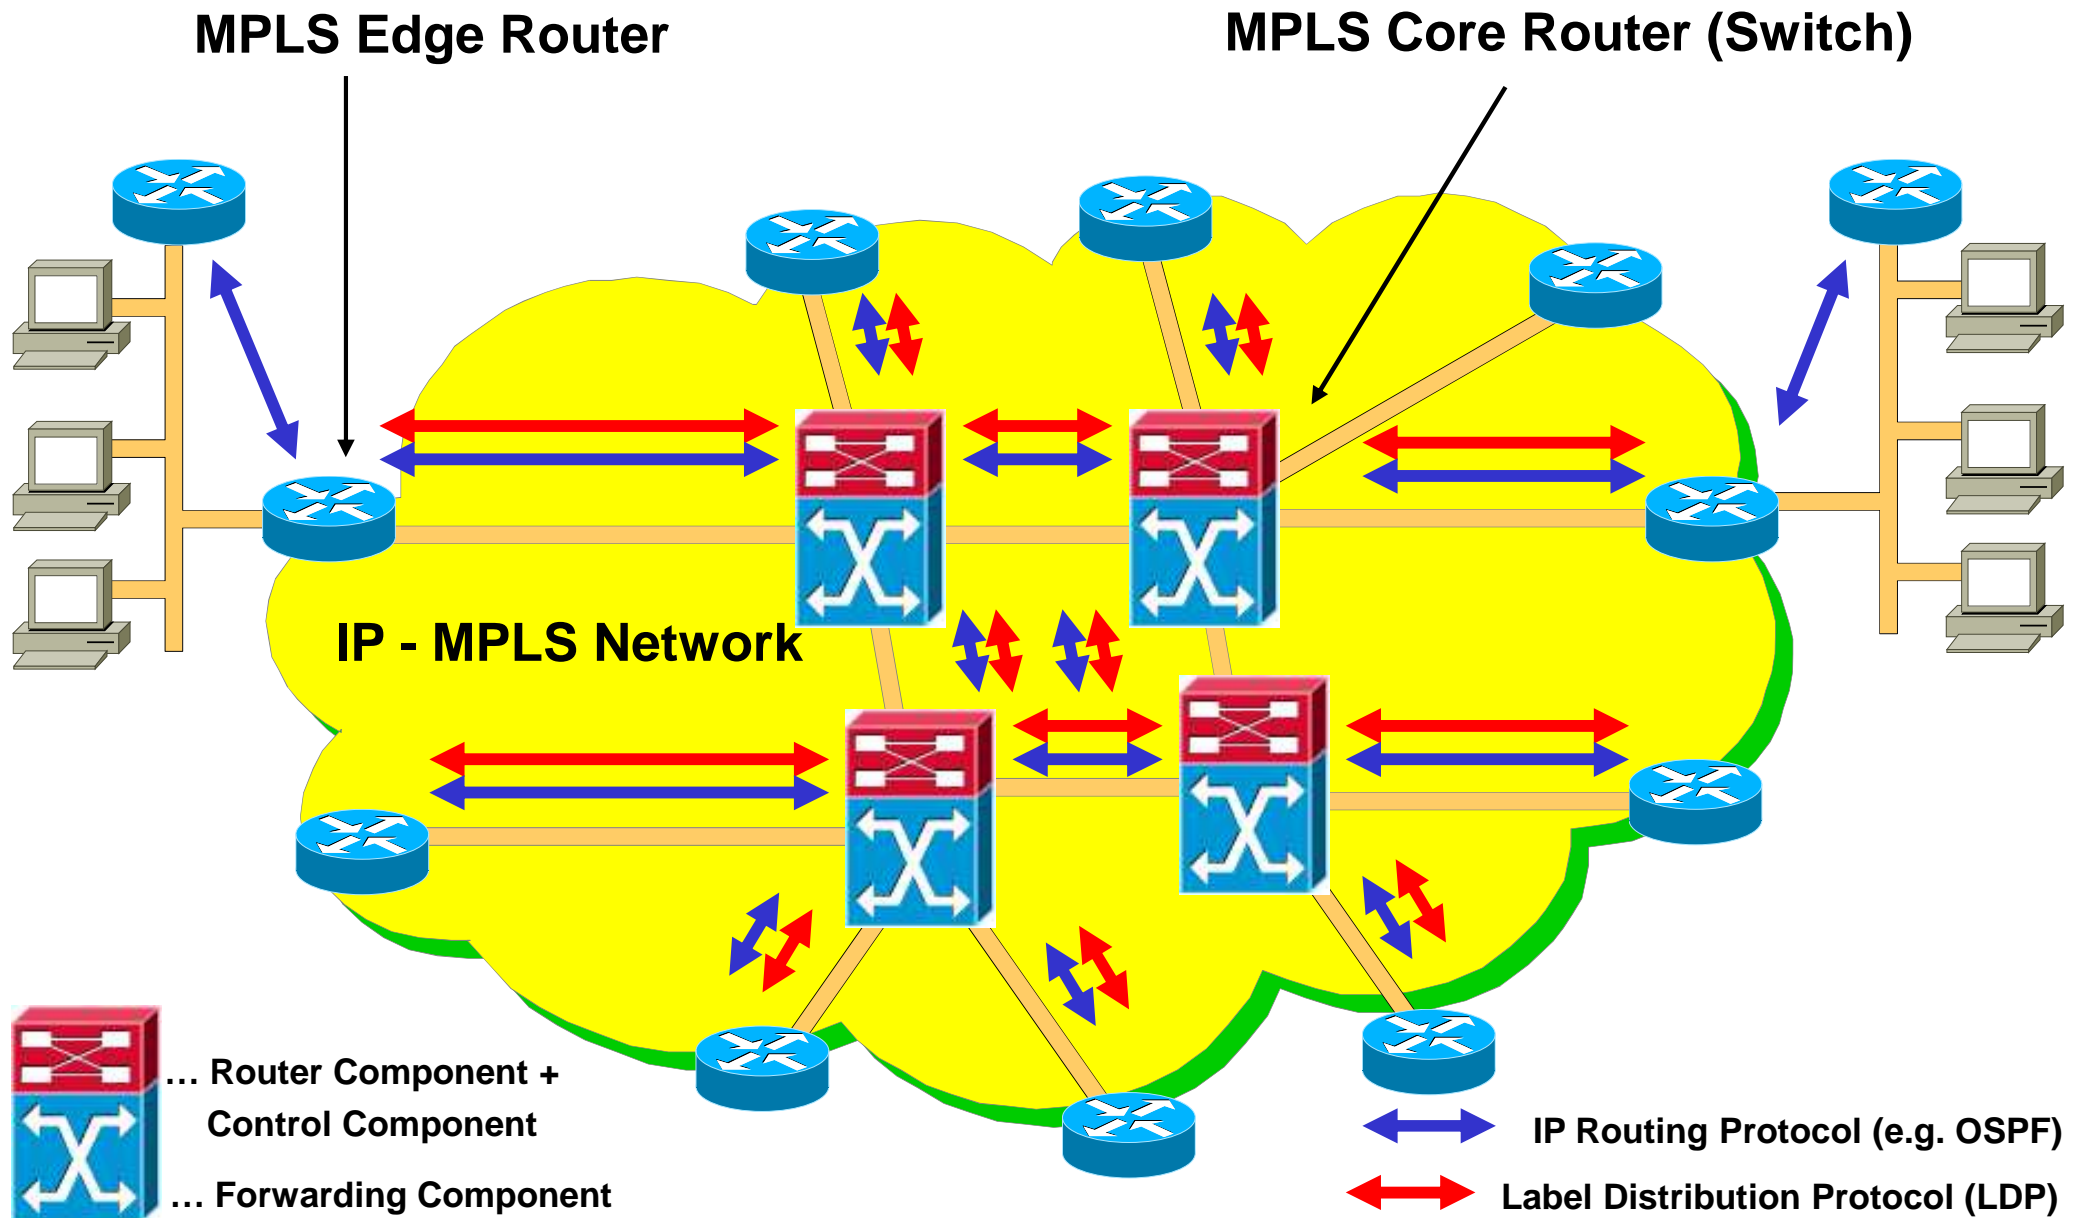 MPLS Edge Router
MPLS Core Router (Switch)
IP - MPLS Network
… Router Component +
Control Component
… Forwarding Component
IP Routing Protocol (e.g. OSPF)
Label Distribution Protocol (LDP)